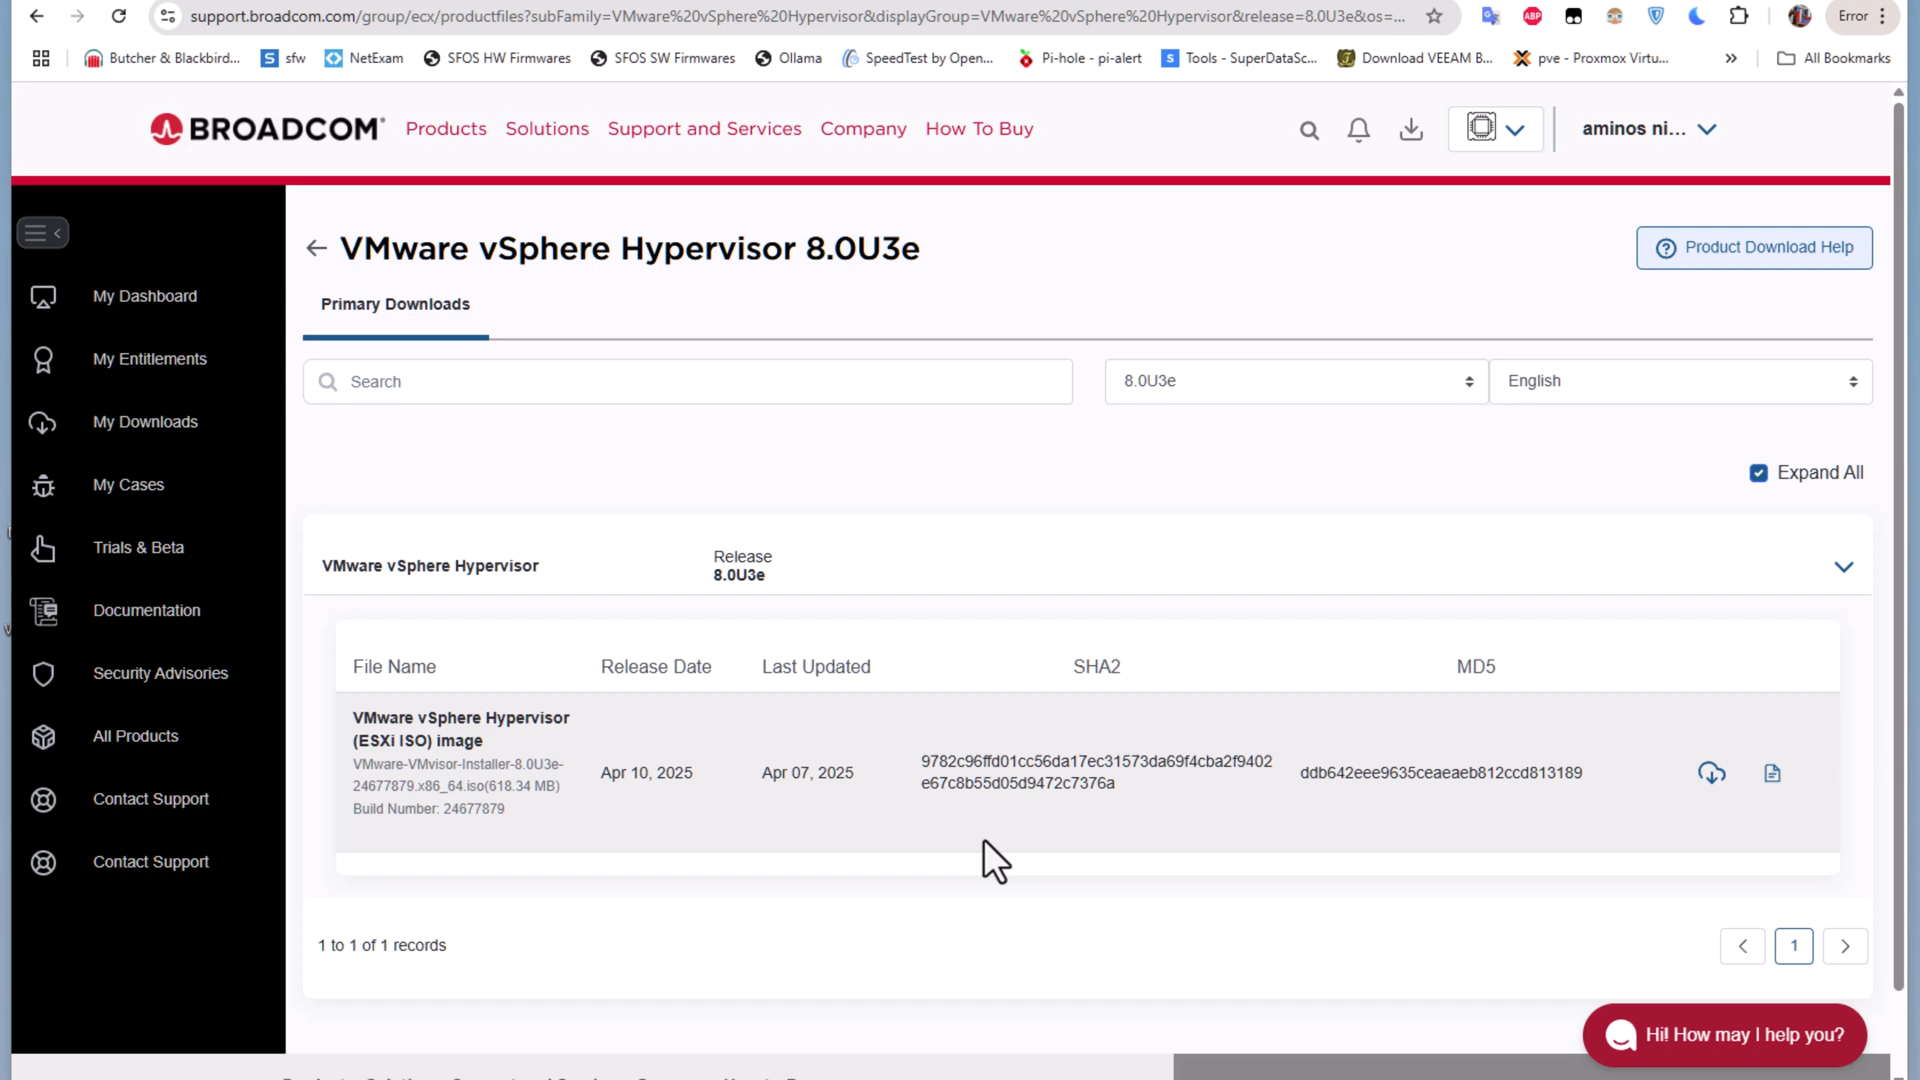 support.broadcom.com/group/ecx/productfiles?subFamily=VMware%20vSphere%20Hypervisor&displayGroup=VMware%20vSphere%20Hypervisor&release=8.0U3e&os=...
ABP
Error
Butcher & Blackbird...
sfw
NetExam
SFOS HW Firmwares
SFOS SW Firmwares
Ollama
SpeedTest by Open...
Pi-hole - pi-alert
Tools - SuperDataSc...
Download VEEAM B...
pve - Proxmox Virtu...
All Bookmarks
BROADCOM
Products
Solutions
Support and Services
Company
How To Buy
aminos ni...
My Dashboard
My Entitlements
My Downloads
My Cases
Trials & Beta
Documentation
Security Advisories
All Products
Contact Support
Contact Support
VMware vSphere Hypervisor 8.0U3e
Product Download Help
Primary Downloads
Search
8.0U3e
English
Expand All
VMware vSphere Hypervisor
Release
8.0U3e
File Name
Release Date
Last Updated
SHA2
MD5
VMware vSphere Hypervisor
(ESXi ISO) image
VMware-VMvisor-Installer-8.0U3e-
24677879.x86_64.iso(618.34 MB)
Build Number: 24677879
Apr 10, 2025
Apr 07, 2025
9782c96ffd01cc56da17ec31573da69f4cba2f9402
e67c8b55d05d9472c7376a
ddb642eee9635ceaeaeb812ccd813189
1 to 1 of 1 records
1
Hi! How may I help you?